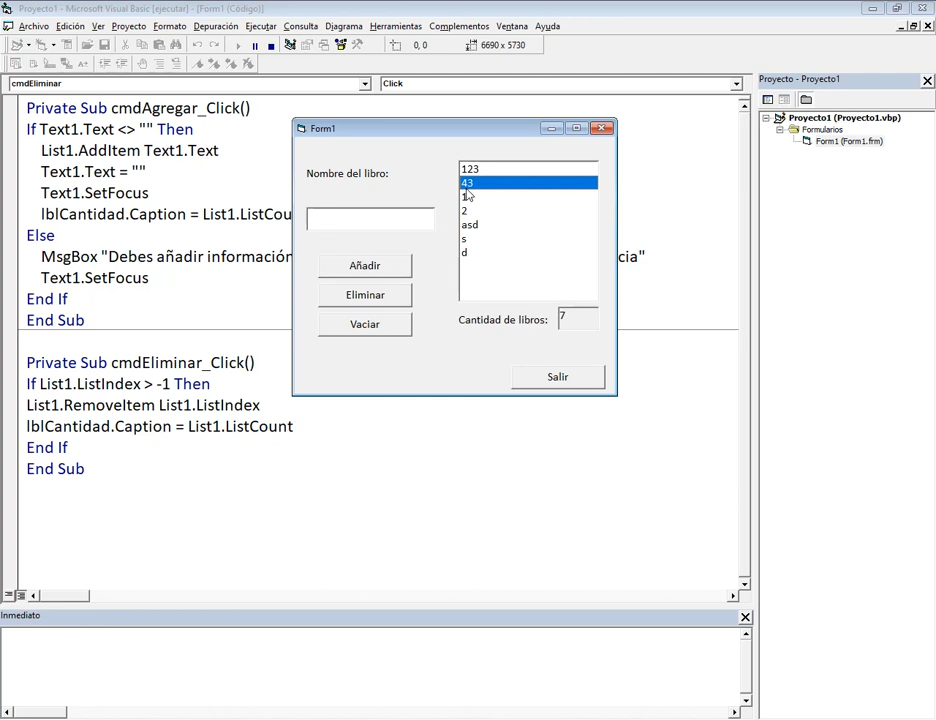 Proyecto1 - Microsoft Visual Basic [ejecutar] - [Form1 (Código)]
Archivo Edición Ver Proyecto Formato Depuración Ejecutar Consulta Diagrama Herramientas Complementos Ventana Ayuda
0, 0 6690 x 5730
cmdEliminar Click
Private Sub cmdAgregar_Click()
If Text1.Text <> "" Then
List1.AddItem Text1.Text
Text1.Text = ""
Text1.SetFocus
lblCantidad.Caption = List1.ListCou
Else
MsgBox "Debes añadir información cia"
Text1.SetFocus
End If
End Sub
Private Sub cmdEliminar_Click()
If List1.ListIndex > -1 Then
List1.RemoveItem List1.ListIndex
lblCantidad.Caption = List1.ListCount
End If
End Sub
Form1
Nombre del libro:
123
43
2
asd
s
d
Añadir
Eliminar
Vaciar
Cantidad de libros: 7
Salir
Proyecto - Proyecto1
Proyecto1 (Proyecto1.vbp)
Formularios
Form1 (Form1.frm)
Inmediato